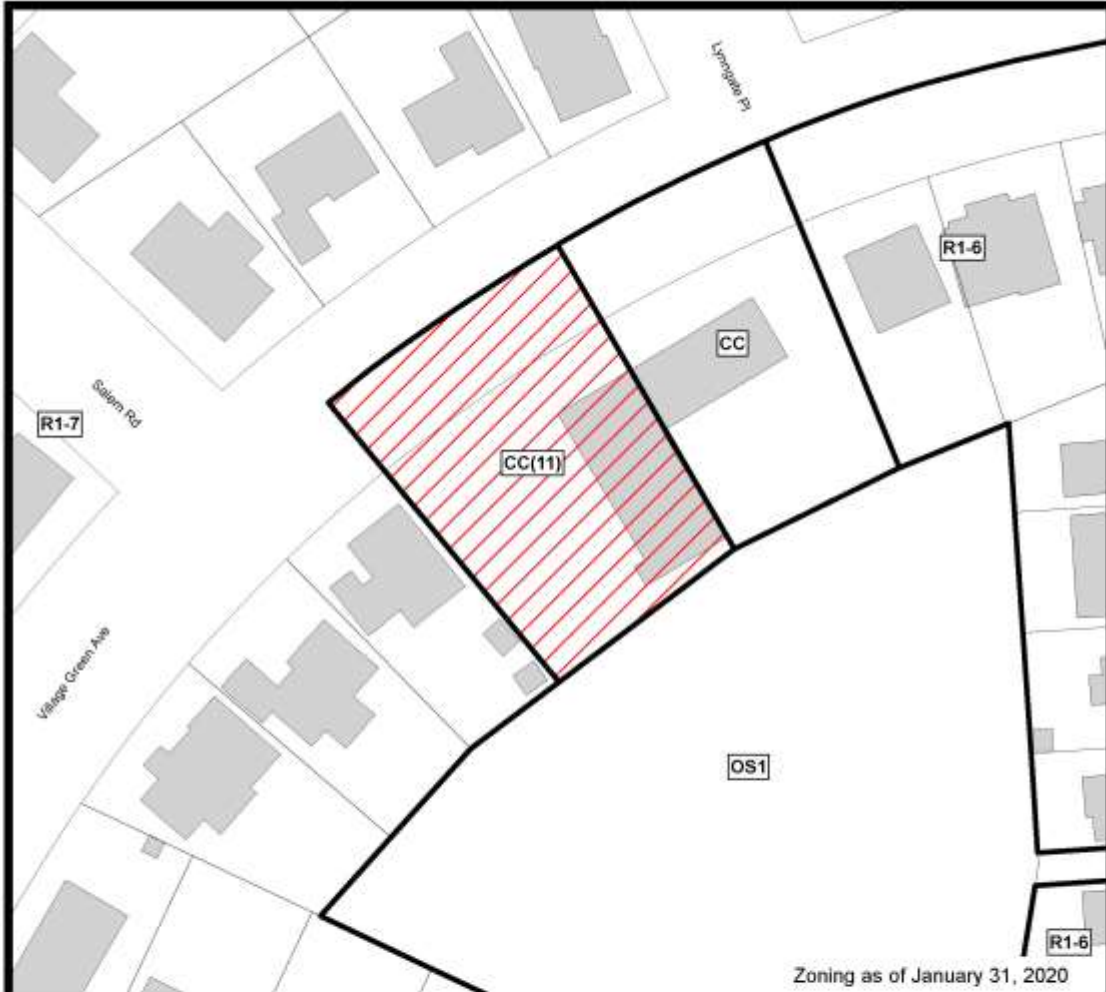 Lynngate Pl
R1-6
CC
Salem Rd
R1-7
CC(11)
Village Green Ave
OS1
R1-6
Zoning as of January 31, 2020